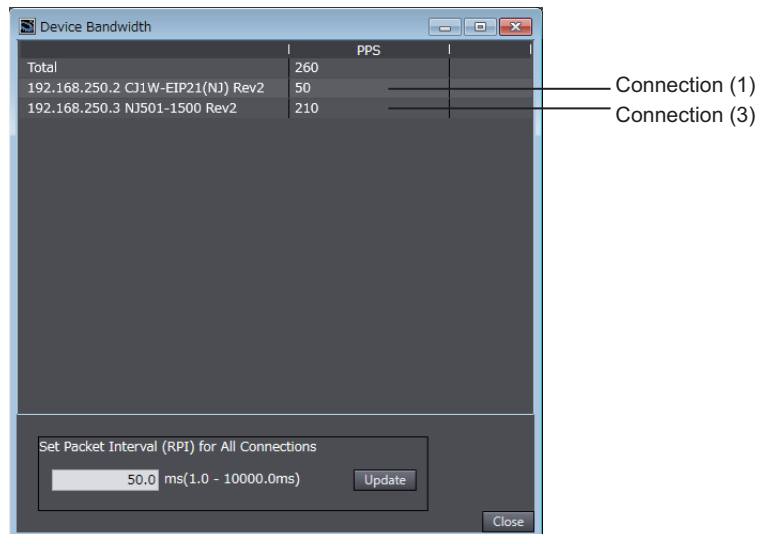 Device Bandwidth
PPS
Total 260
192.168.250.2 CJ1W-EIP21(NJ) Rev2 50
Connection (1)
192.168.250.3 NJ501-1500 Rev2 210
Connection (3)
Set Packet Interval (RPI) for All Connections
50.0 ms(1.0 - 10000.0ms) Update
Close